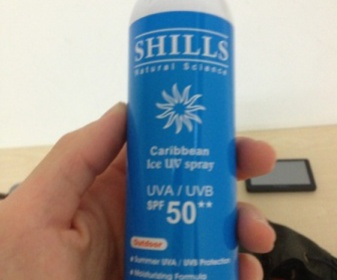 SHILLS
Natural Science
Caribbean
Ice UV spray
UVA / UVB
SPF 50**
Outdoor
Summer UVA / UVB Protection
Moisturizing Formula